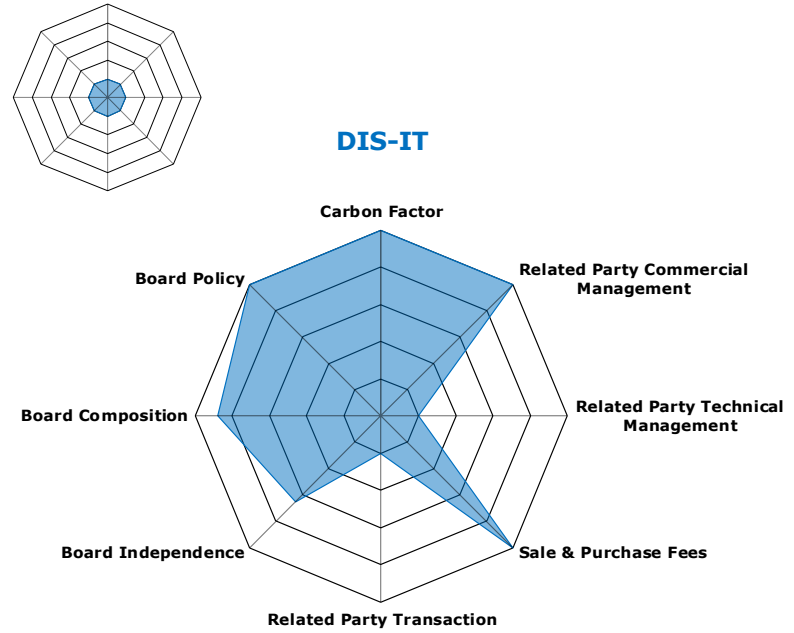 DIS-IT
Carbon Factor
Board Policy
Related Party Commercial
Management
Board Composition
Related Party Technical
Management
Board Independence
Sale & Purchase Fees
Related Party Transaction